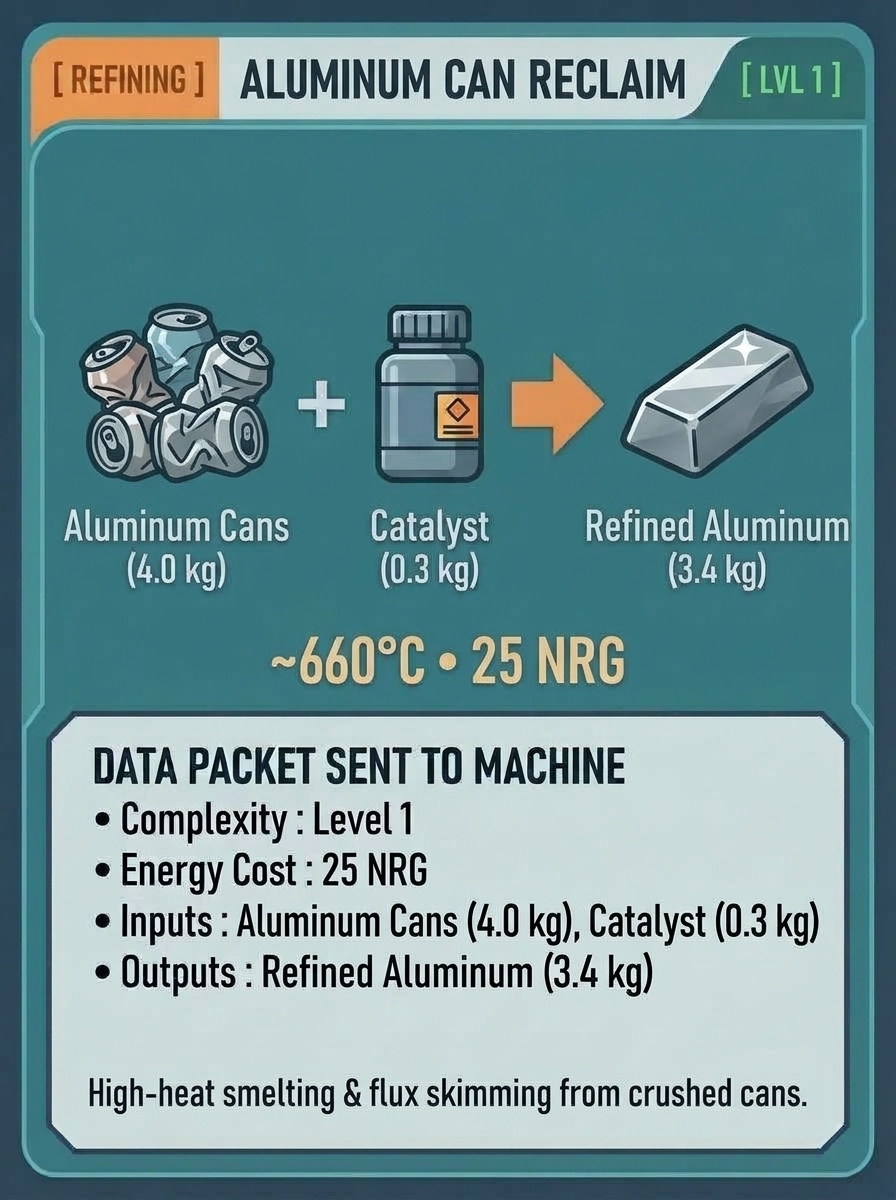 [ REFINING ]
ALUMINUM CAN RECLAIM
[ LVL 1 ]
Aluminum Cans
(4.0 kg)
Catalyst
(0.3 kg)
Refined Aluminum
(3.4 kg)
~660°C • 25 NRG
DATA PACKET SENT TO MACHINE
• Complexity : Level 1
• Energy Cost : 25 NRG
• Inputs : Aluminum Cans (4.0 kg), Catalyst (0.3 kg)
• Outputs : Refined Aluminum (3.4 kg)
High-heat smelting & flux skimming from crushed cans.